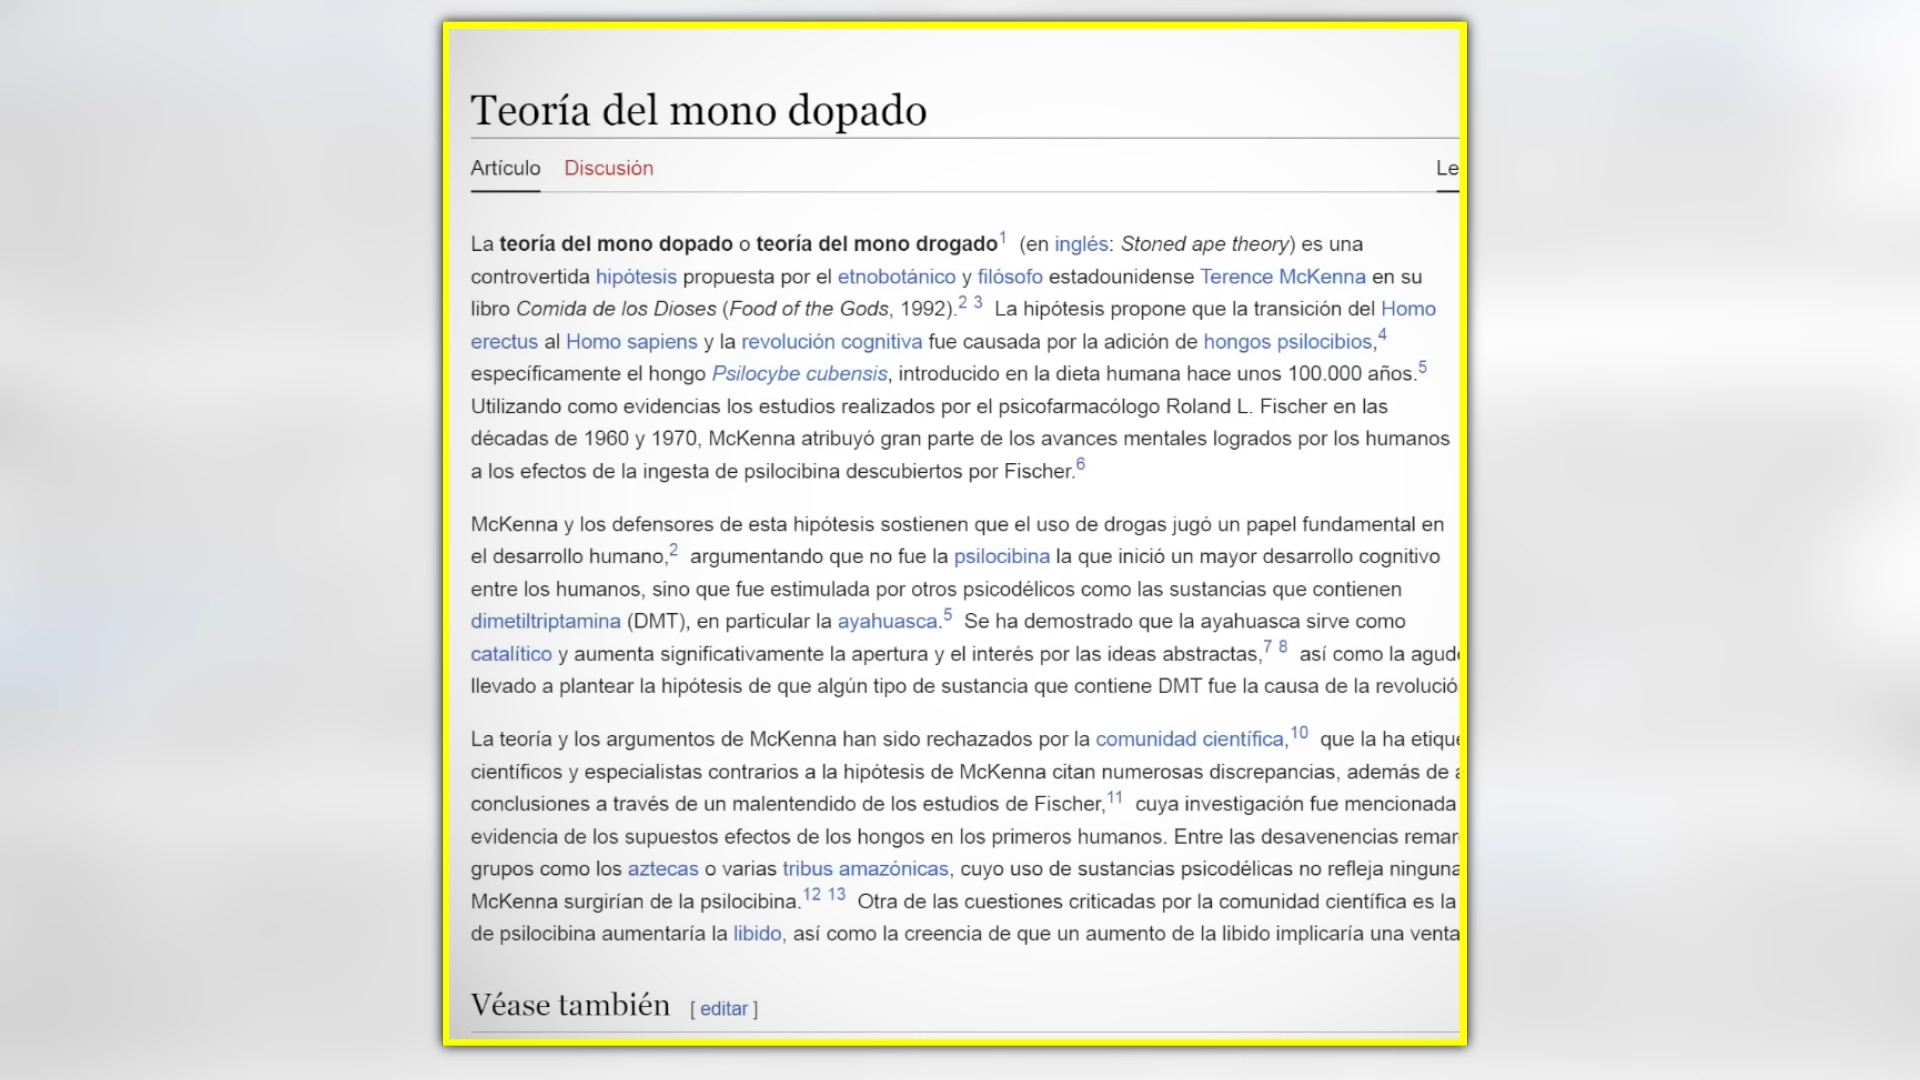 Teoría del mono dopado
Artículo Discusión Le
La teoría del mono dopado o teoría del mono drogado1 (en inglés: Stoned ape theory) es una
controvertida hipótesis propuesta por el etnobotánico y filósofo estadounidense Terence McKenna en su
libro Comida de los Dioses (Food of the Gods, 1992).2 3 La hipótesis propone que la transición del Homo
erectus al Homo sapiens y la revolución cognitiva fue causada por la adición de hongos psilocibios,4
específicamente el hongo Psilocybe cubensis, introducido en la dieta humana hace unos 100.000 años.5
Utilizando como evidencias los estudios realizados por el psicofarmacólogo Roland L. Fischer en las
décadas de 1960 y 1970, McKenna atribuyó gran parte de los avances mentales logrados por los humanos
a los efectos de la ingesta de psilocibina descubiertos por Fischer.6
McKenna y los defensores de esta hipótesis sostienen que el uso de drogas jugó un papel fundamental en
el desarrollo humano,2 argumentando que no fue la psilocibina la que inició un mayor desarrollo cognitivo
entre los humanos, sino que fue estimulada por otros psicodélicos como las sustancias que contienen
dimetiltriptamina (DMT), en particular la ayahuasca.5 Se ha demostrado que la ayahuasca sirve como
catalítico y aumenta significativamente la apertura y el interés por las ideas abstractas,7 8 así como la agud
llevado a plantear la hipótesis de que algún tipo de sustancia que contiene DMT fue la causa de la revolució
La teoría y los argumentos de McKenna han sido rechazados por la comunidad científica,10 que la ha etiqu
científicos y especialistas contrarios a la hipótesis de McKenna citan numerosas discrepancias, además de
conclusiones a través de un malentendido de los estudios de Fischer,11 cuya investigación fue mencionada
evidencia de los supuestos efectos de los hongos en los primeros humanos. Entre las desavenencias remar
grupos como los aztecas o varias tribus amazónicas, cuyo uso de sustancias psicodélicas no refleja ninguna
McKenna surgirían de la psilocibina.12 13 Otra de las cuestiones criticadas por la comunidad científica es la
de psilocibina aumentaría la libido, así como la creencia de que un aumento de la libido implicaría una venta
Véase también [ editar ]